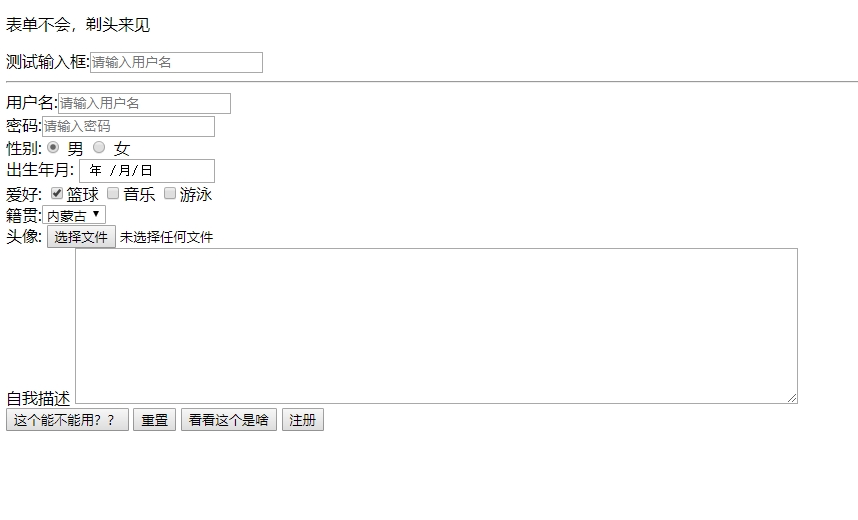 表单不会，剃头来见
测试输入框:请输入用户名
用户名:请输入用户名
密码:请输入密码
性别: 男 女
出生年月: 年 /月/日
爱好: 篮球 音乐 游泳
籍贯:内蒙古
头像: 选择文件 未选择任何文件
自我描述
这个能不能用？？ 重置 看看这个是啥 注册